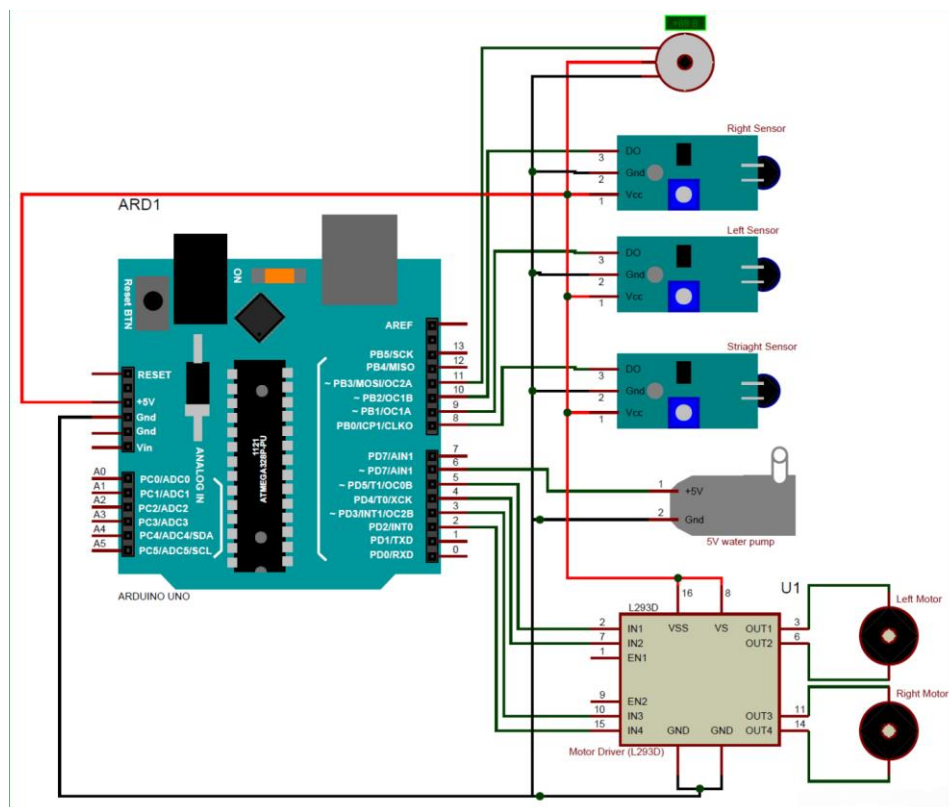 Right Sensor
DO
3
Gnd
2
Vcc
1
ARD1
Left Sensor
DO
3
Gnd
2
Vcc
1
Reset BTN
ON
AREF
PB5/SCK 13
PB4/MISO 12
~ PB3/MOSI/OC2A 11
~ PB2/OC1B 10
~ PB1/OC1A 9
PB0/ICP1/CLKO 8
Striaght Sensor
DO
3
Gnd
2
Vcc
1
RESET
+5V
Gnd
Gnd
Vin
ANALOG IN
1121
ATMEGA328P-PU
A0 PC0/ADC0
A1 PC1/ADC1
A2 PC2/ADC2
A3 PC3/ADC3
A4 PC4/ADC4/SDA
A5 PC5/ADC5/SCL
PD7/AIN1 7
~ PD7/AIN1 6
~ PD5/T1/OC0B 5
PD4/T0/XCK 4
~ PD3/INT1/OC2B 3
PD2/INT0 2
PD1/TXD 1
PD0/RXD 0
1 +5V
2 Gnd
5V water pump
ARDUINO UNO
U1
16 8
L293D
2 IN1 VSS VS OUT1 3
7 IN2 OUT2 6
1 EN1
9 EN2
10 IN3 OUT3 11
15 IN4 GND GND OUT4 14
Motor Driver (L293D)
Left Motor
Right Motor